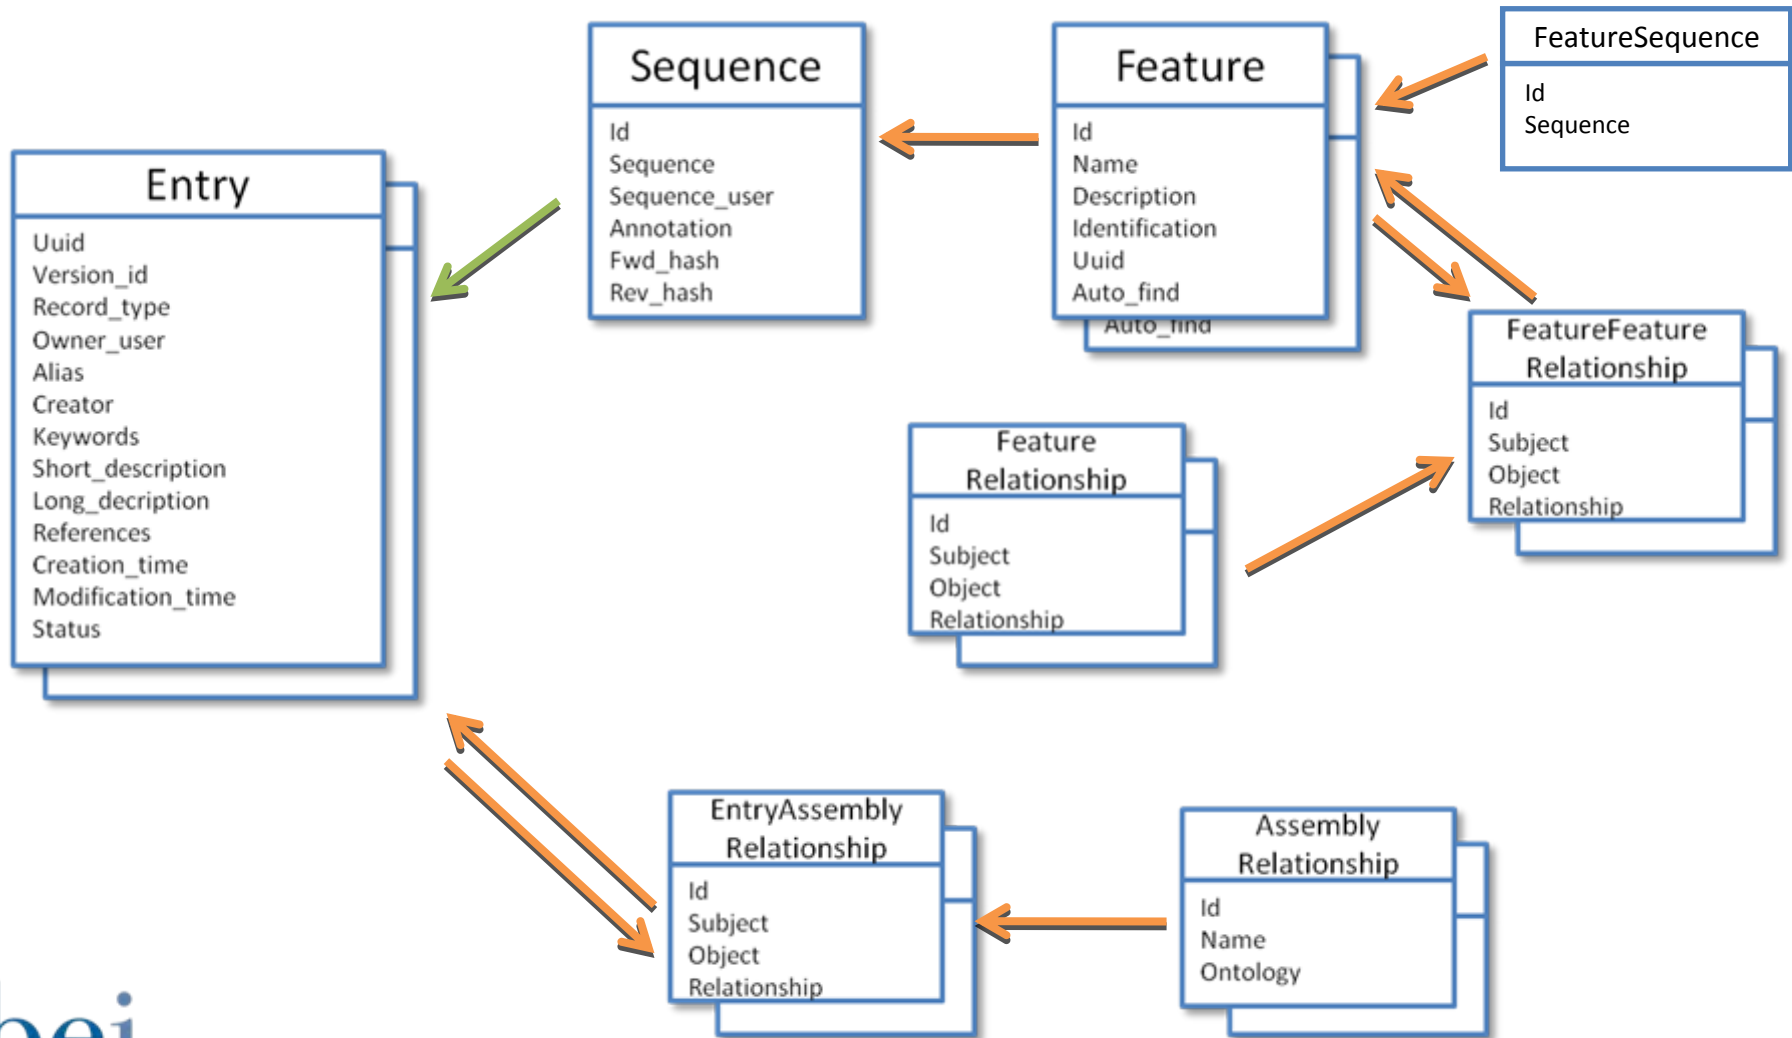 Entry
Uuid
Version_id
Record_type
Owner_user
Alias
Creator
Keywords
Short_description
Long_decription
References
Creation_time
Modification_time
Status
Sequence
Id
Sequence
Sequence_user
Annotation
Fwd_hash
Rev_hash
Feature
Id
Name
Description
Identification
Uuid
Auto_find
Auto_find
FeatureSequence
Id
Sequence
FeatureFeature
Relationship
Id
Subject
Object
Relationship
Feature
Relationship
Id
Subject
Object
Relationship
EntryAssembly
Relationship
Id
Subject
Object
Relationship
Assembly
Relationship
Id
Name
Ontology